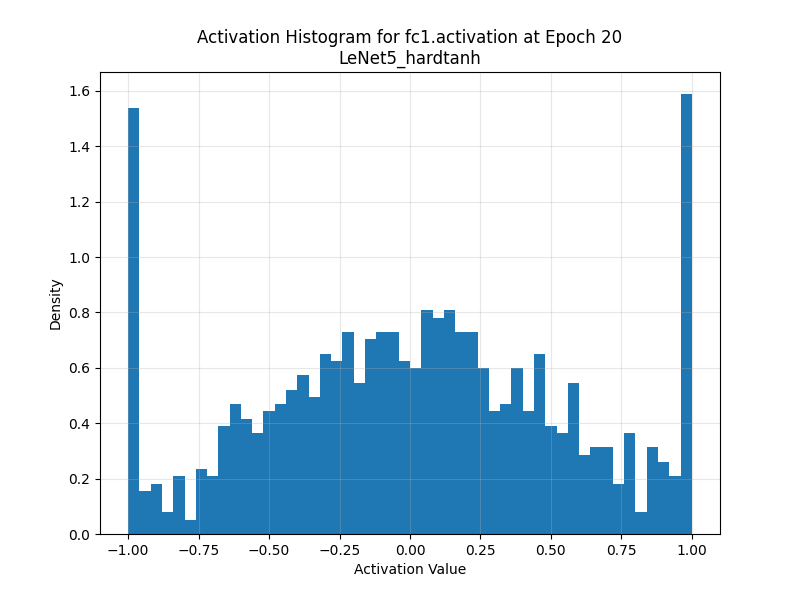 Activation Histogram for fc1.activation at Epoch 20
LeNet5_hardtanh
1.6
1.4
1.2
1.0
0.8
0.6
0.4
0.2
0.0
Density
−1.00 −0.75 −0.50 −0.25 0.00 0.25 0.50 0.75 1.00
Activation Value